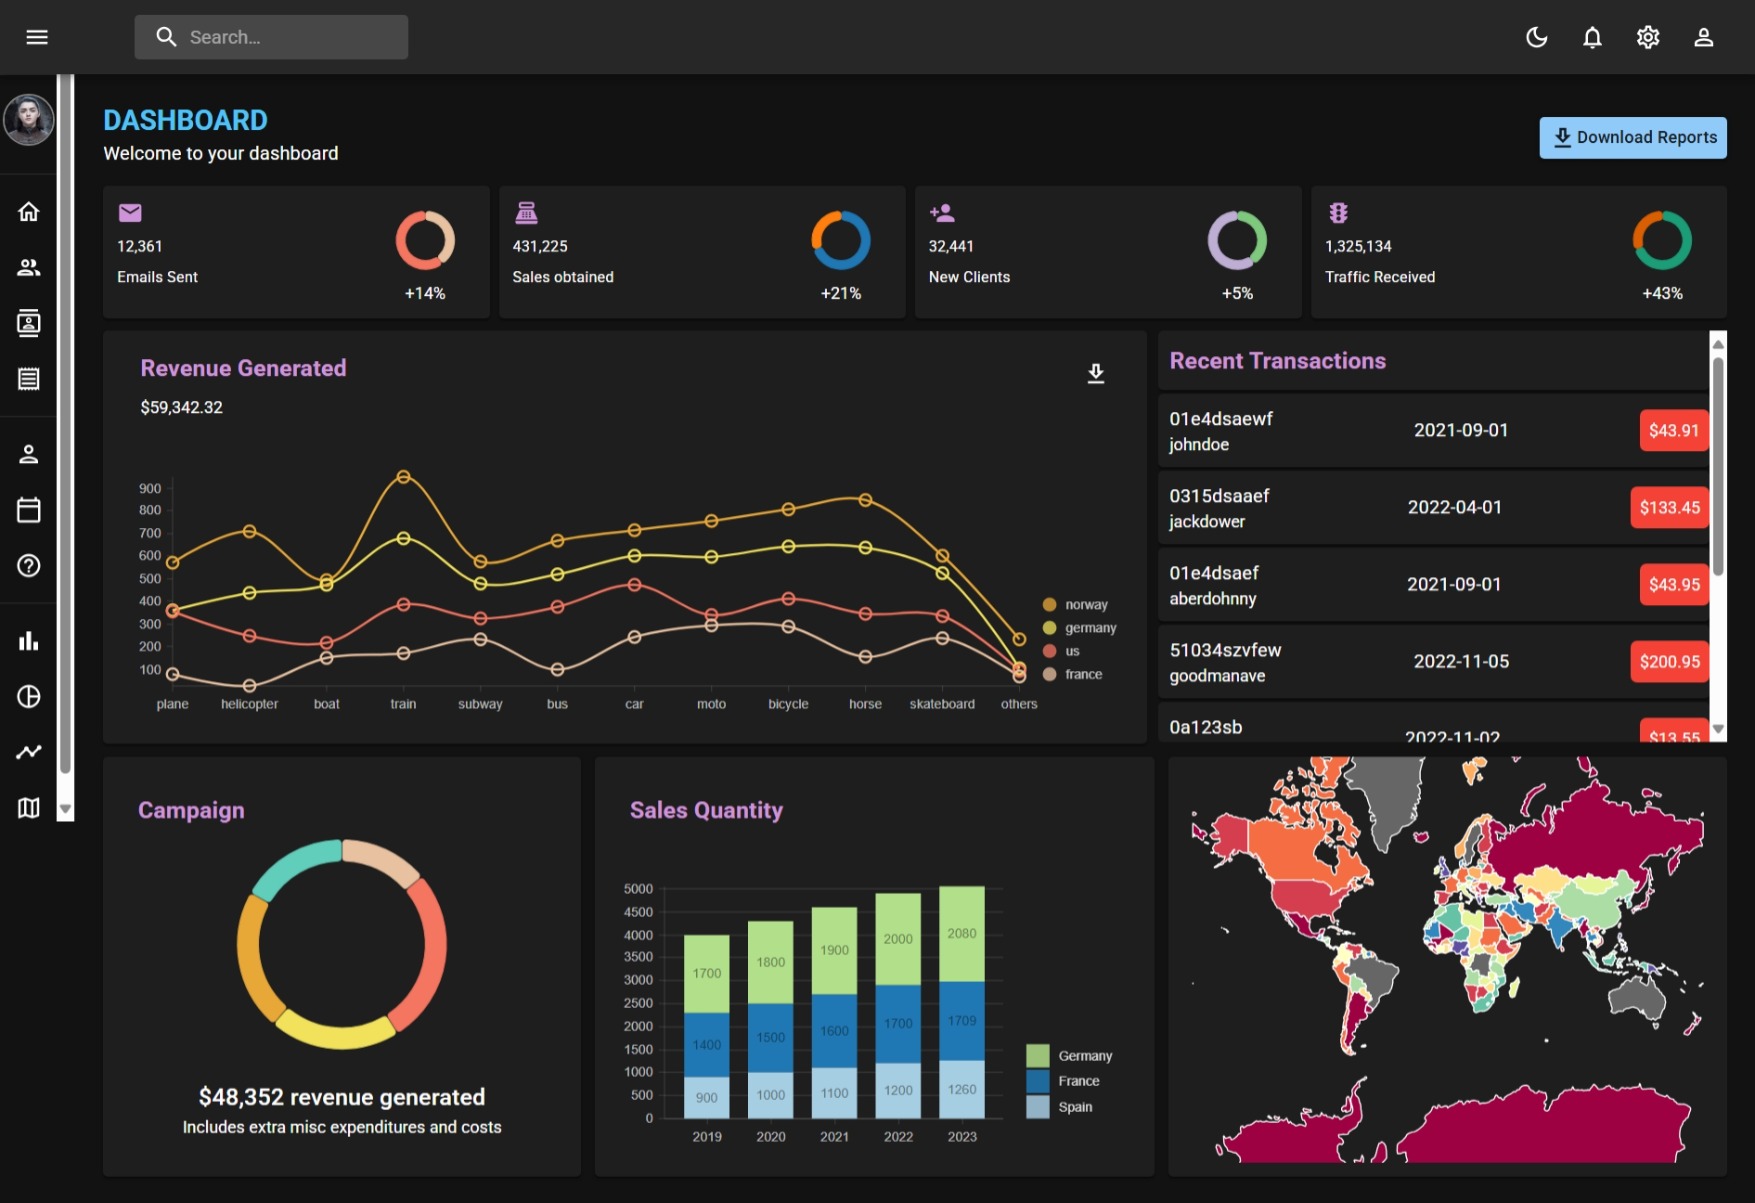 Search…
DASHBOARD
Welcome to your dashboard
Download Reports
12,361
Emails Sent
+14%
431,225
Sales obtained
+21%
32,441
New Clients
+5%
1,325,134
Traffic Received
+43%
Revenue Generated
$59,342.32
900
800
700
600
500
400
300
200
100
plane helicopter boat train subway bus car moto bicycle horse skateboard others
norway
germany
us
france
Recent Transactions
01e4dsaewf
johndoe
2021-09-01
$43.91
0315dsaaef
jackdower
2022-04-01
$133.45
01e4dsaef
aberdohnny
2021-09-01
$43.95
51034szvfew
goodmanave
2022-11-05
$200.95
0a123sb
2022-11-02
$13.55
Campaign
$48,352 revenue generated
Includes extra misc expenditures and costs
Sales Quantity
5000
4500
4000
3500
3000
2500
2000
1500
1000
500
0
1700 1800 1900 2000 2080
1400 1500 1600 1700 1709
900 1000 1100 1200 1260
2019 2020 2021 2022 2023
Germany
France
Spain